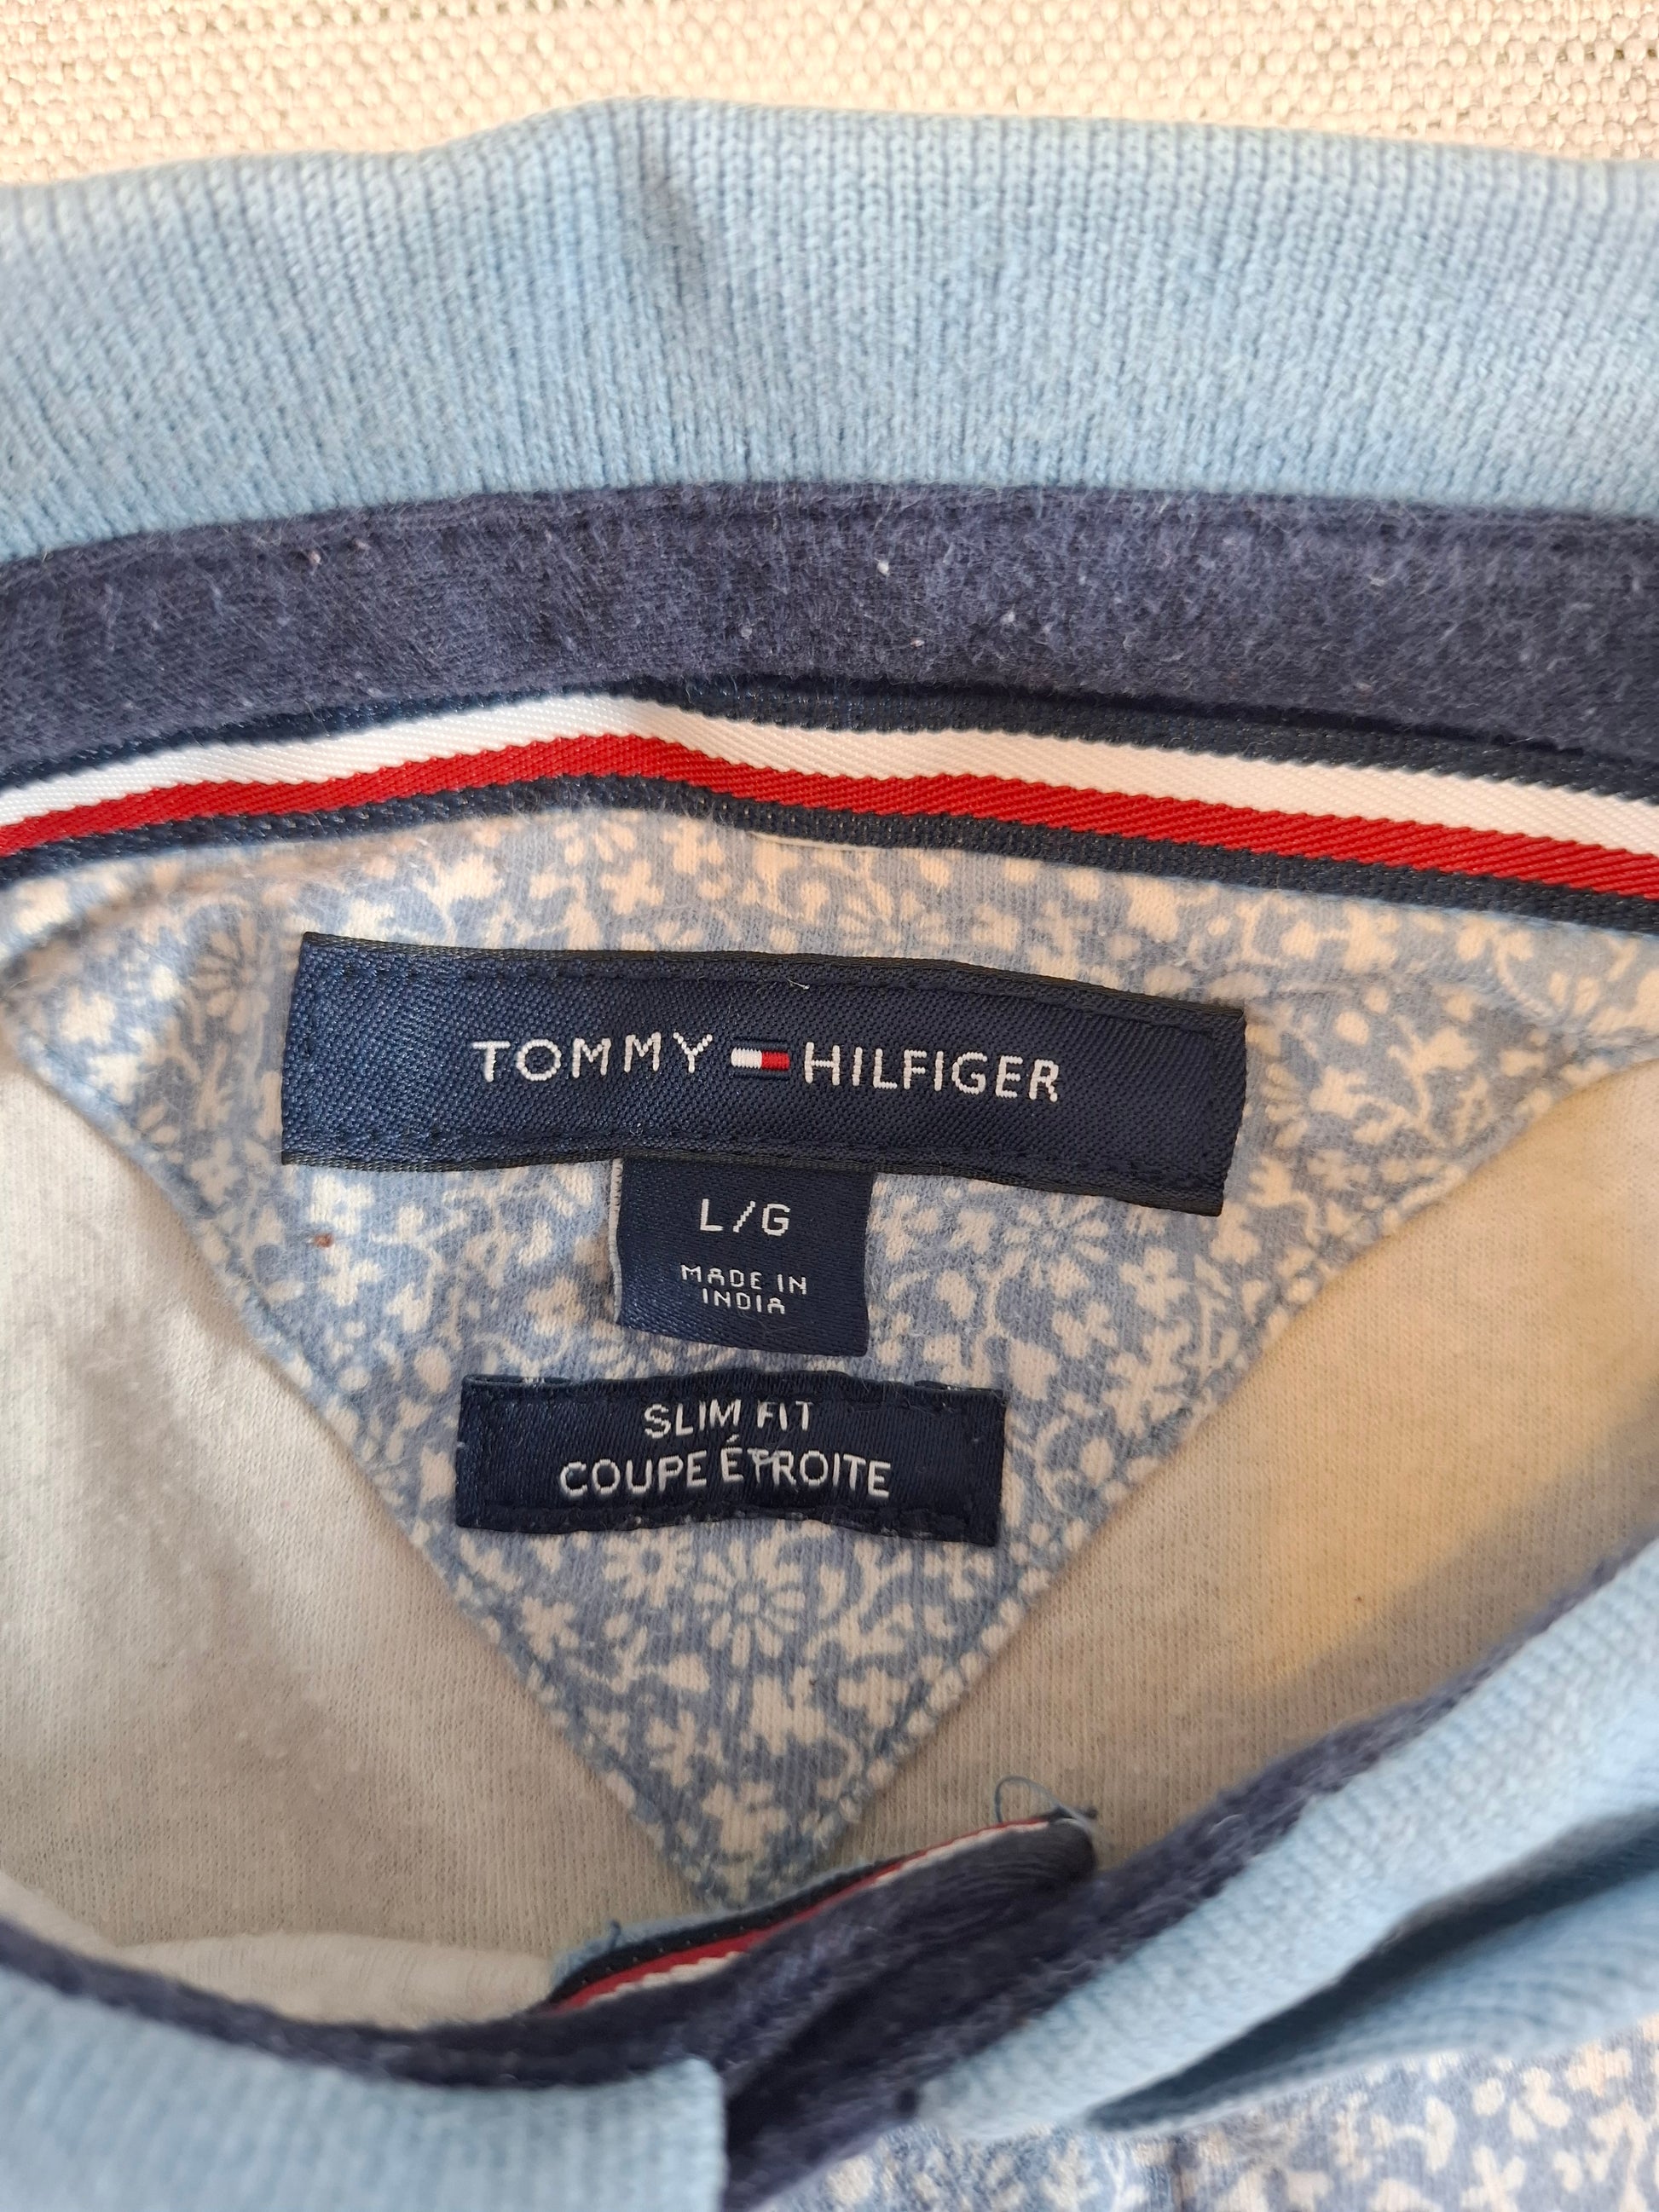 TOMMY HILFIGER
L/G
MADE IN
INDIA
SLIM FIT
COUPE ÉTROITE